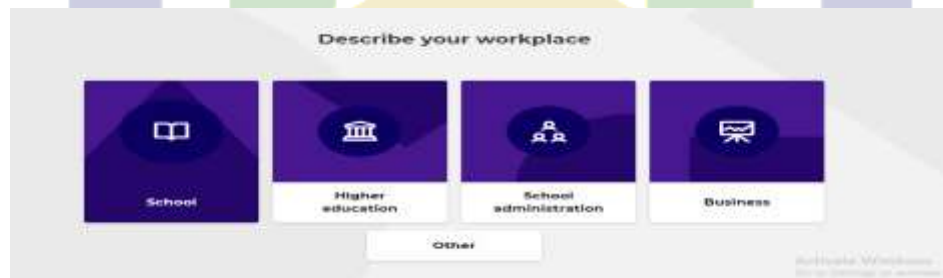 Describe your workplace
School
Higher
education
School
administration
Business
Other
Activate Windows